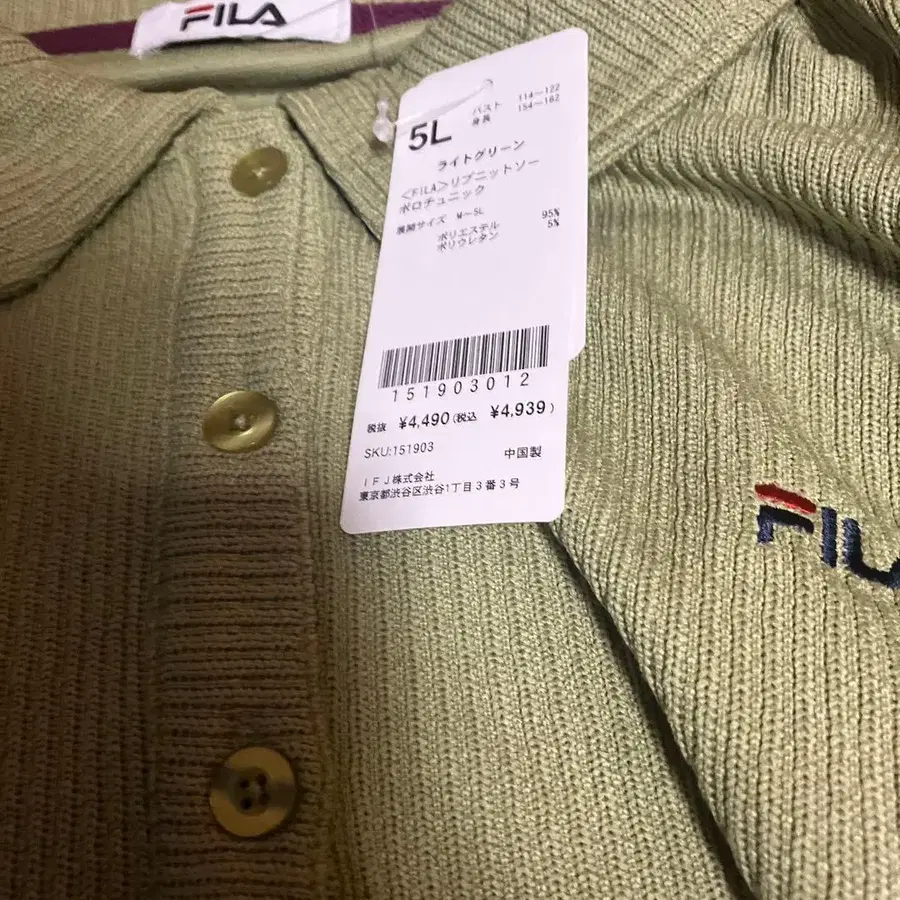 FILA
5L
バスト 114~122
身長 154~162
ライトグリーン
<FILA>リブニットソー
ポロチュニック
展開サイズ M~5L
ポリエステル 95%
ポリウレタン 5%
151903012
税抜 ¥4,490(税込 ¥4,939)
SKU:151903 中国製
IFJ株式会社
東京都渋谷区渋谷1丁目3番3号
FILA